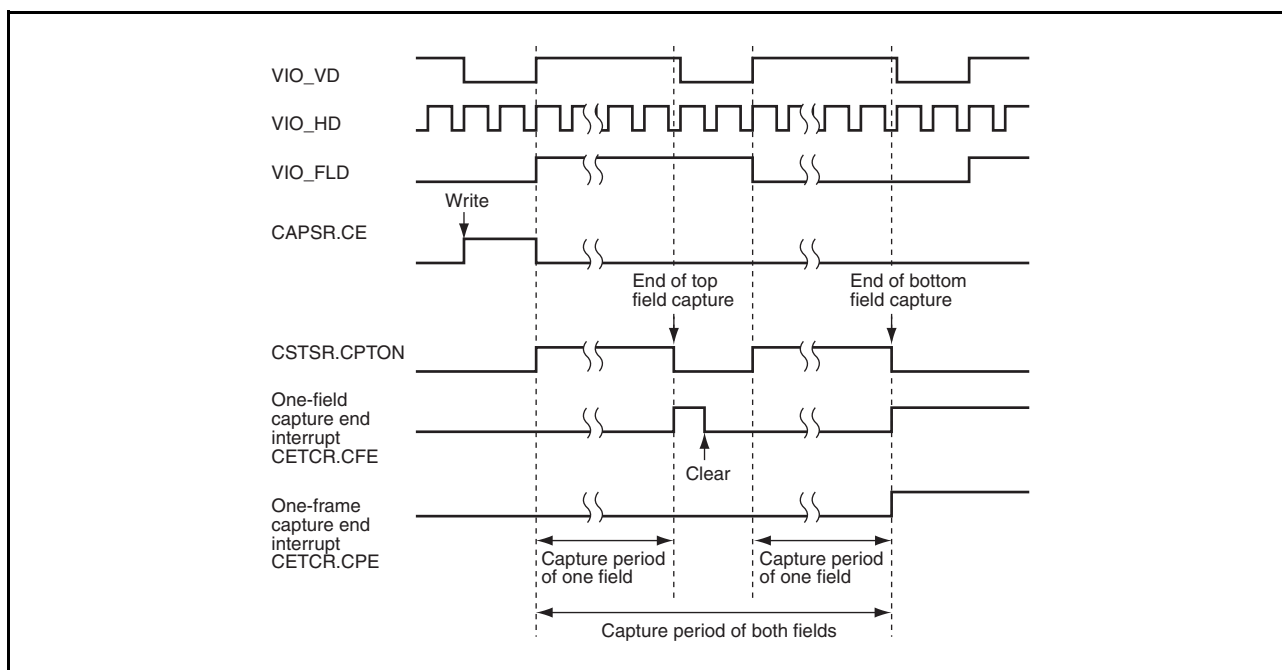 VIO_VD
VIO_HD
VIO_FLD
Write
CAPSR.CE
End of top
field capture
End of bottom
field capture
CSTSR.CPTON
One-field
capture end
interrupt
CETCR.CFE
Clear
One-frame
capture end
interrupt
CETCR.CPE
Capture period
of one field
Capture period
of one field
Capture period of both fields